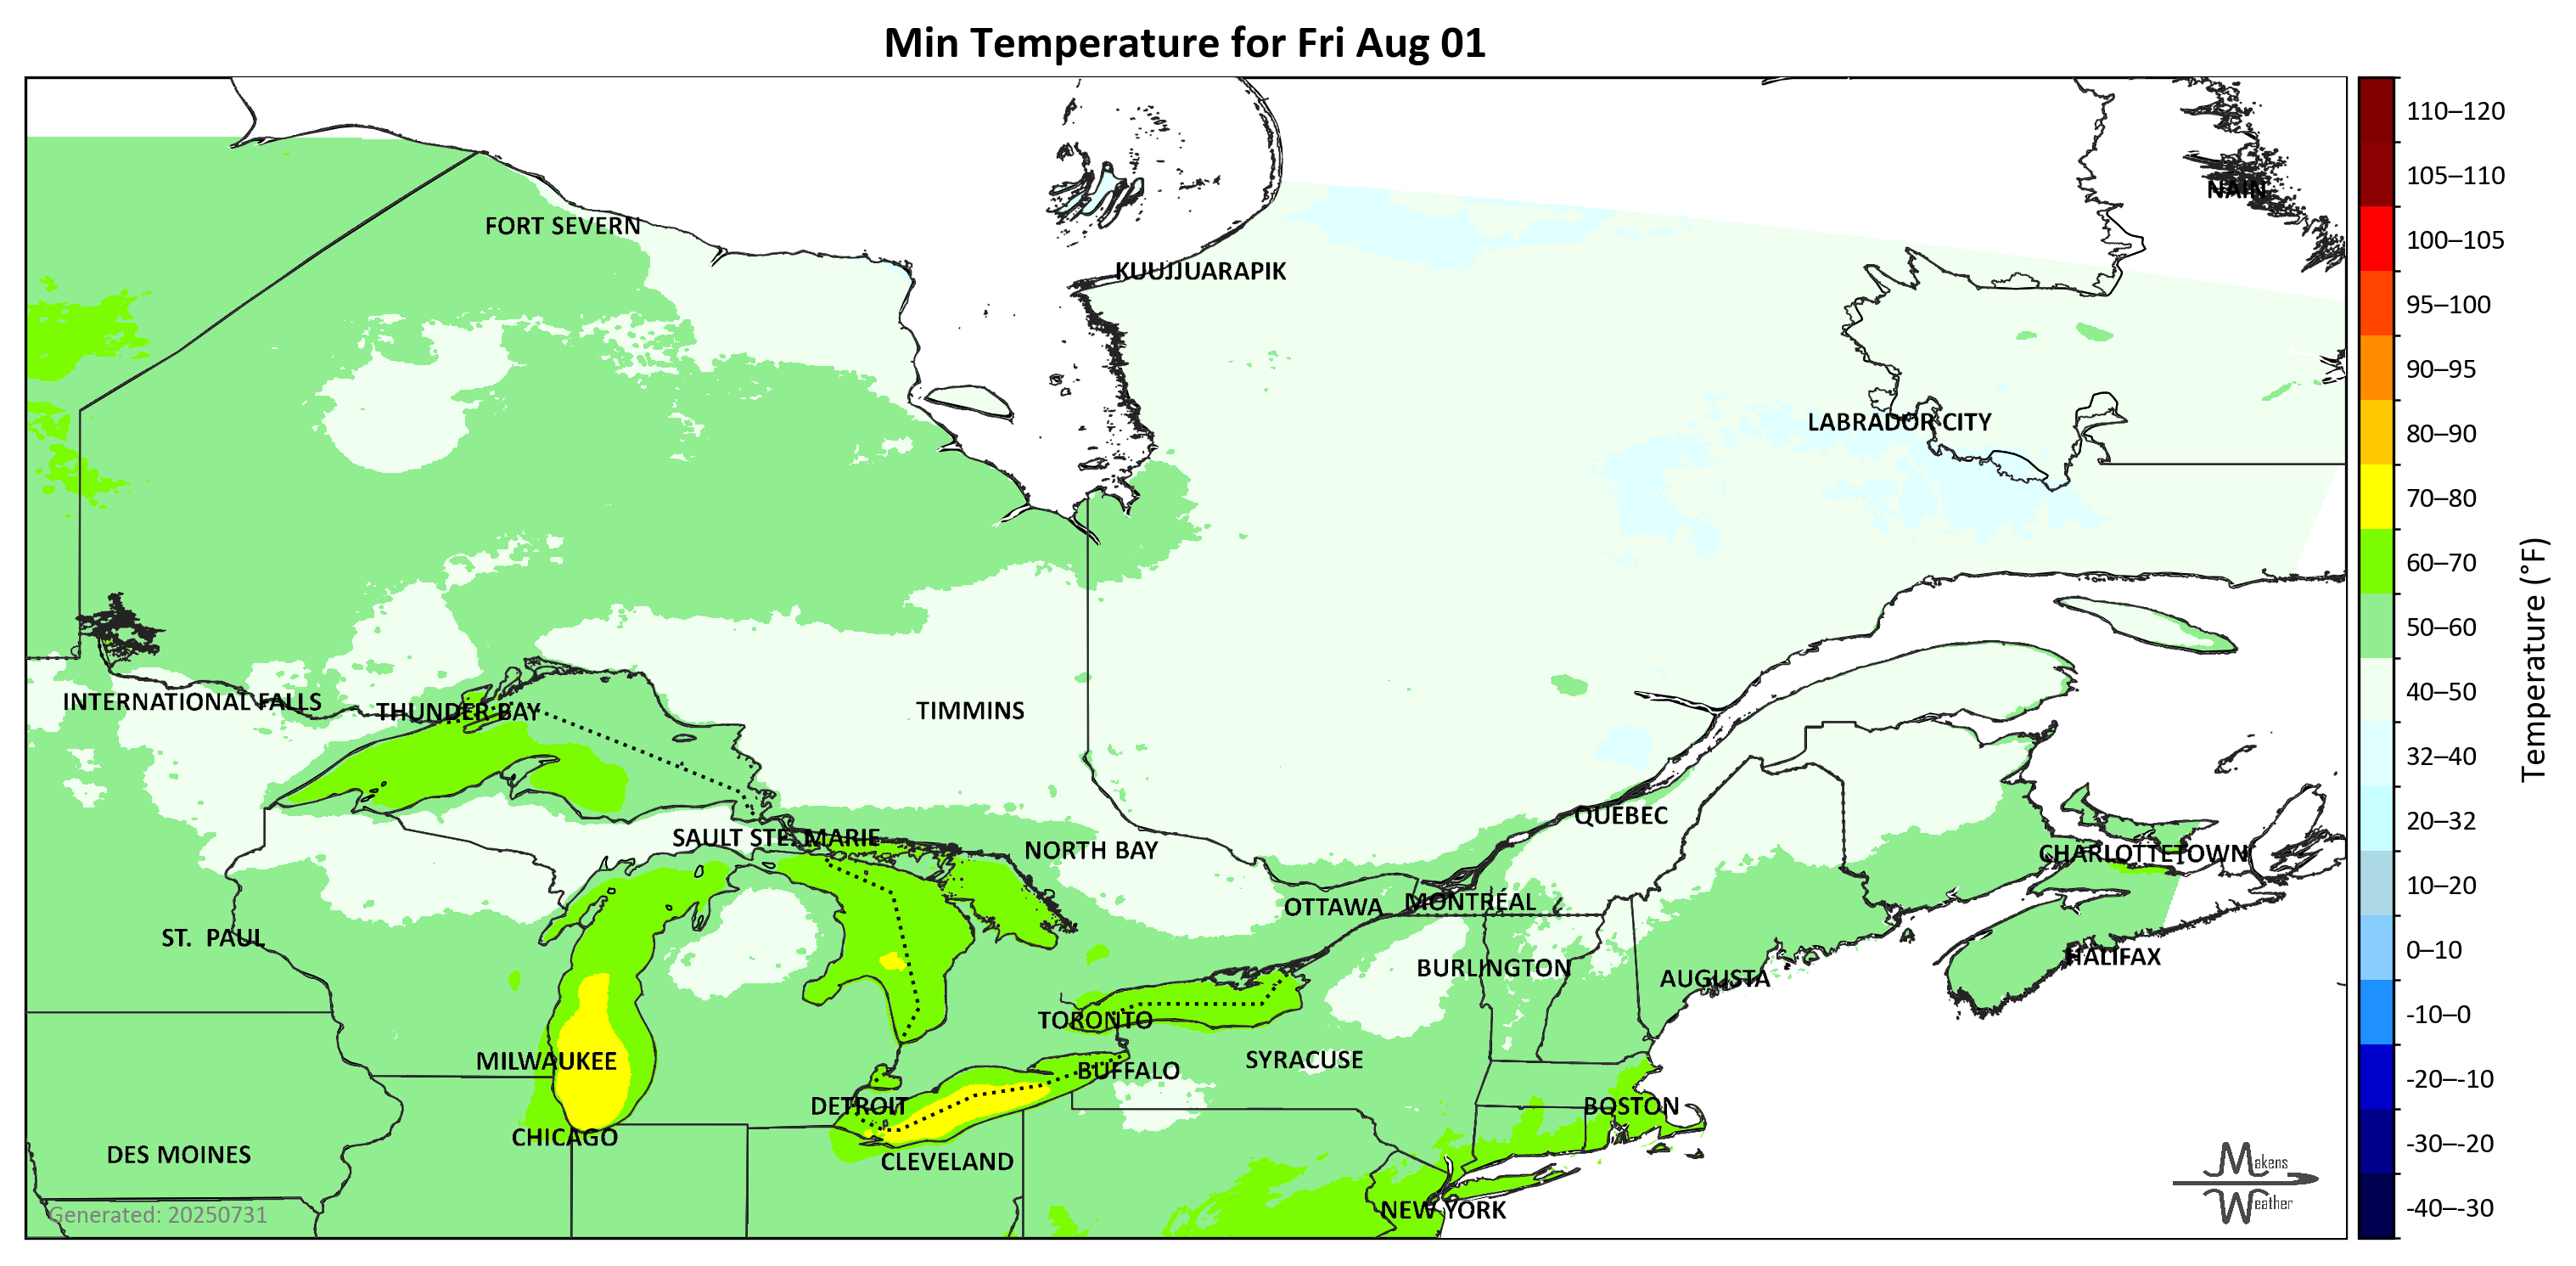 Min Temperature for Fri Aug 01
110–120
105–110
NAIN
FORT SEVERN
100–105
KUUJJUARAPIK
95–100
90–95
LABRADOR CITY
80–90
70–80
60–70
50–60
Temperature (°F)
40–50
INTERNATIONAL FALLS
THUNDER BAY
TIMMINS
32–40
QUEBEC
20–32
SAULT STE. MARIE
NORTH BAY
CHARLOTTETOWN
10–20
OTTAWA
MONTRÉAL
ST. PAUL
0–10
HALIFAX
BURLINGTON
AUGUSTA
-10–0
TORONTO
MILWAUKEE
SYRACUSE
BUFFALO
-20–-10
DETROIT
BOSTON
CHICAGO
-30–-20
DES MOINES
CLEVELAND
Makens
Weather
NEW YORK
-40–-30
Generated: 20250731